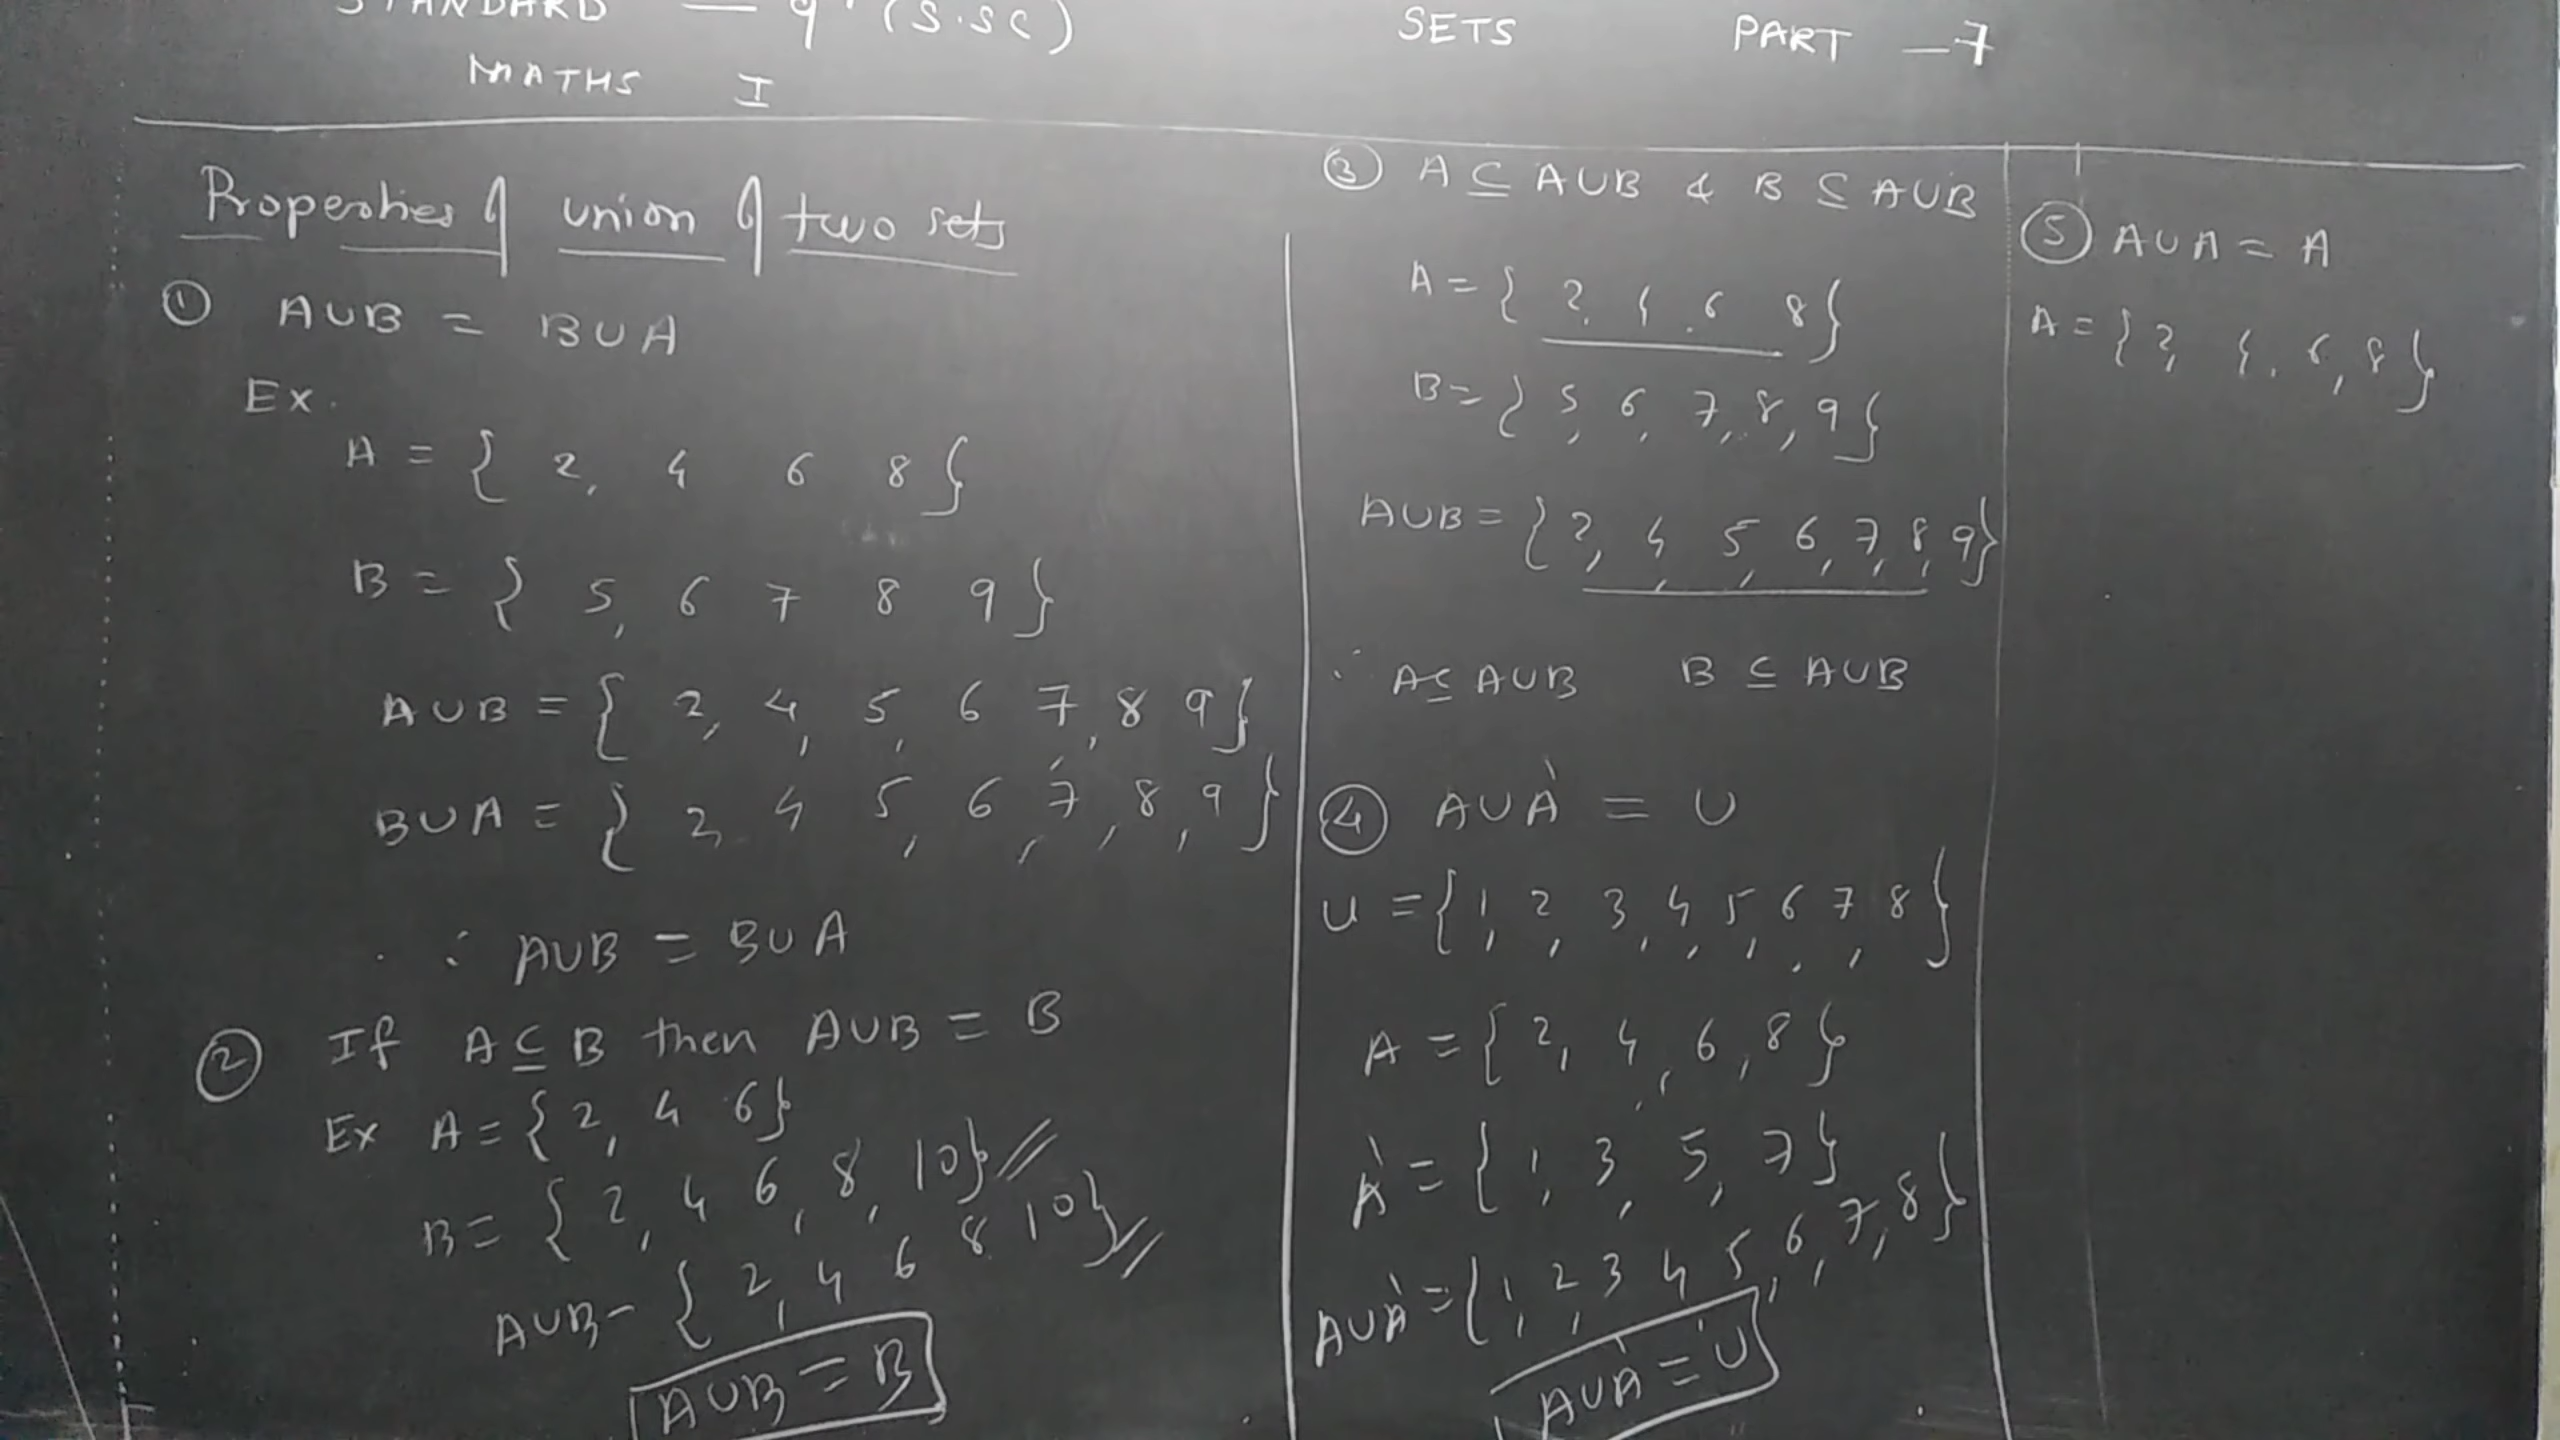 STANDARD — 9 (S.SC)
MATHS I
SETS PART —7
Properties of union of two sets
① A∪B = B∪A
Ex.
A = { 2, 4 6 8}
B = { 5, 6 7 8 9}
A∪B = { 2, 4, 5, 6 7, 8 9}
B∪A = { 2, 4 5, 6, 7, 8, 9}
∴ A∪B = B∪A
② If A⊆B then A∪B = B
Ex A = {2, 4 6}
B = {2, 4 6, 8, 10}//
A∪B - {2, 4 6 8 10}//
A∪B = B
③ A ⊆ A∪B & B ⊆ A∪B
A = { 2, 4, 6 8}
B = { 5, 6, 7, 8, 9}
A∪B = {2, 4, 5, 6, 7, 8, 9}
∴ A⊆ A∪B B ⊆ A∪B
④ A∪A' = U
U = {1, 2, 3, 4, 5, 6, 7, 8}
A = {2, 4, 6, 8}
A' = {1, 3, 5, 7}
A∪A' = {1, 2, 3 4 5, 6, 7, 8}
A∪A' = U
⑤ A∪A = A
A = {2, 4, 6, 8}